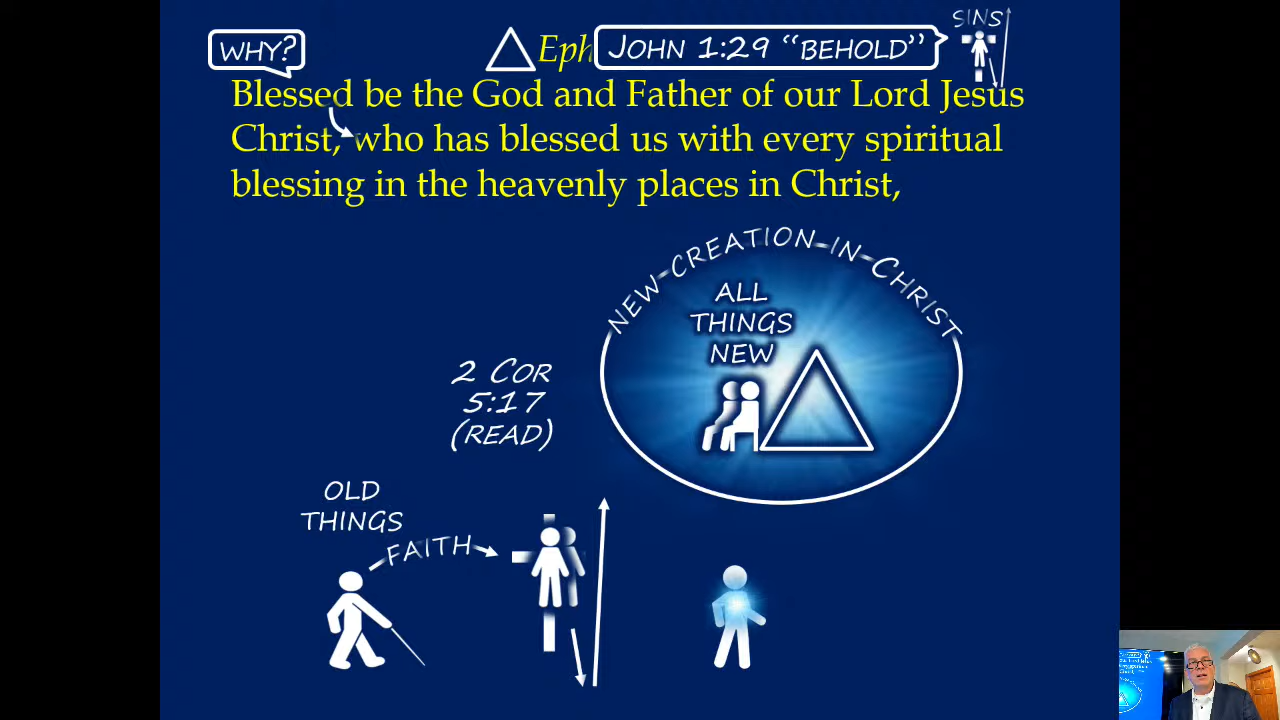 WHY?
Eph
JOHN 1:29 “BEHOLD”
SINS
Blessed be the God and Father of our Lord Jesus
Christ, who has blessed us with every spiritual
blessing in the heavenly places in Christ,
NEW CREATION IN CHRIST
ALL
THINGS
NEW
2 COR
5:17
(READ)
OLD
THINGS
FAITH